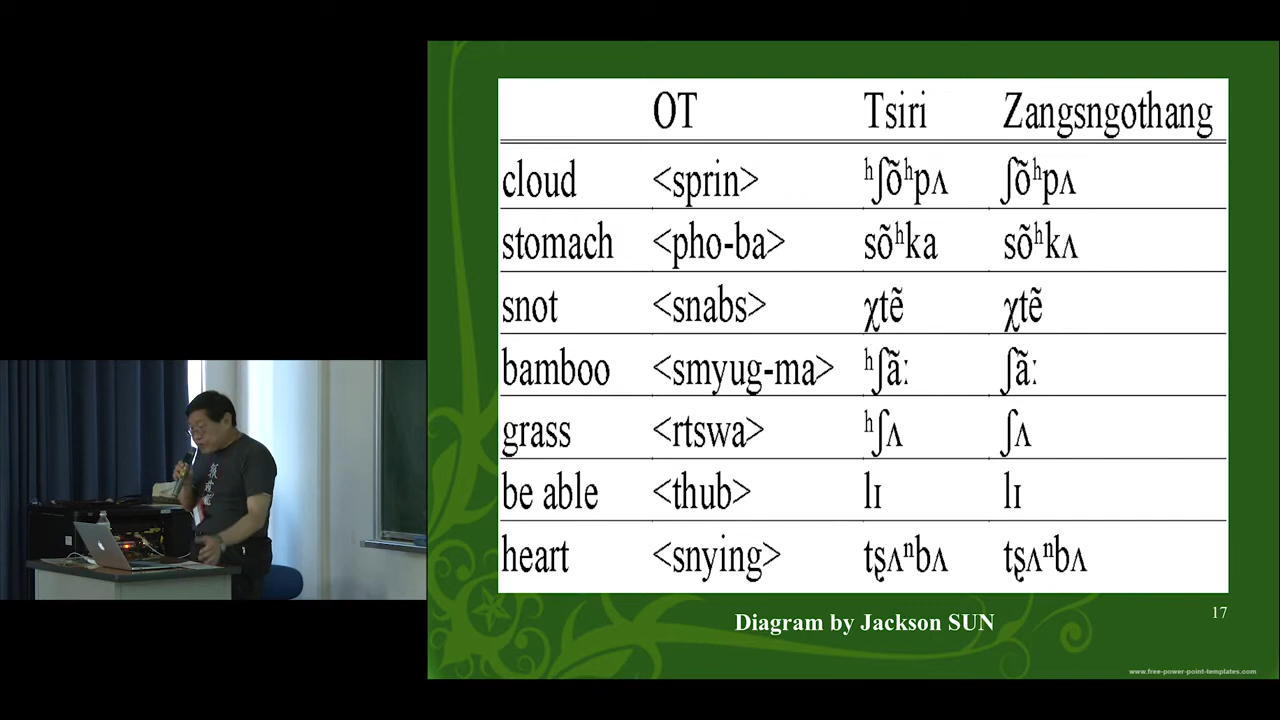 OT Tsiri Zangsngothang
cloud <sprin> ʰʃõʰpʌ ʃõʰpʌ
stomach <pho-ba> sõʰka sõʰkʌ
snot <snabs> χtẽ χtẽ
bamboo <smyug-ma> ʰʃãː ʃãː
grass <rtswa> ʰʃʌ ʃʌ
be able <thub> lɪ lɪ
heart <snying> tʂʌⁿbʌ tʂʌⁿbʌ
Diagram by Jackson SUN
17
www.free-power-point-templates.com